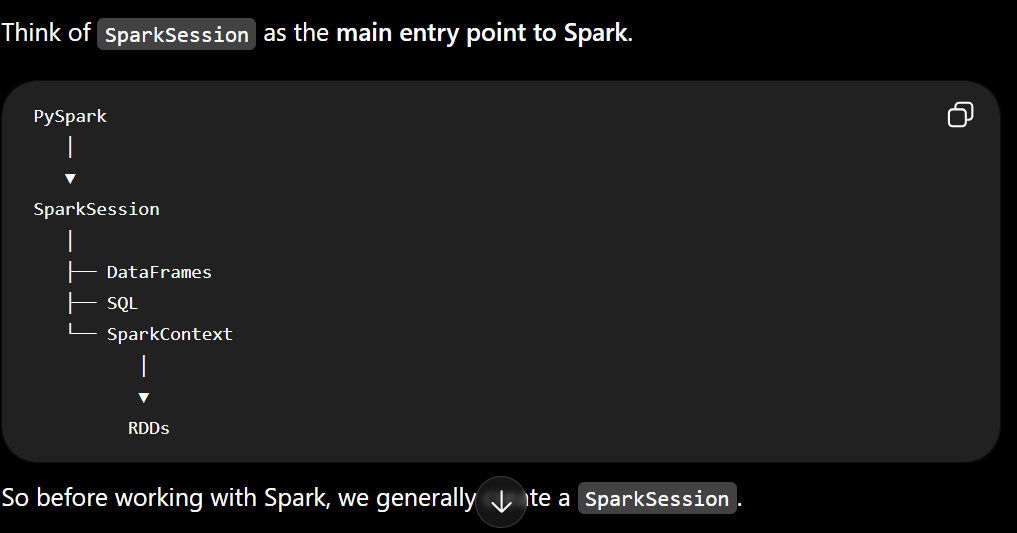 Think of SparkSession as the main entry point to Spark.
PySpark
│
▼
SparkSession
│
├── DataFrames
├── SQL
└── SparkContext
│
▼
RDDs
So before working with Spark, we generally a SparkSession.